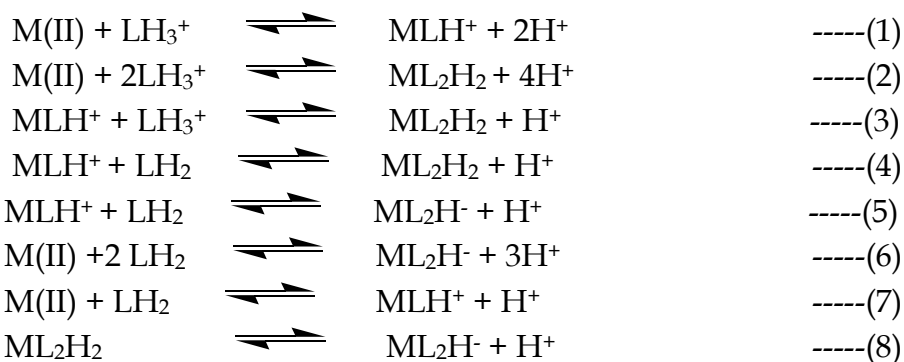 M(II) + LH₃⁺ ⇌ MLH⁺ + 2H⁺ -----(1)
M(II) + 2LH₃⁺ ⇌ ML₂H₂ + 4H⁺ -----(2)
MLH⁺ + LH₃⁺ ⇌ ML₂H₂ + H⁺ -----(3)
MLH⁺ + LH₂ ⇌ ML₂H₂ + H⁺ -----(4)
MLH⁺ + LH₂ ⇌ ML₂H⁻ + H⁺ -----(5)
M(II) +2 LH₂ ⇌ ML₂H⁻ + 3H⁺ -----(6)
M(II) + LH₂ ⇌ MLH⁺ + H⁺ -----(7)
ML₂H₂ ⇌ ML₂H⁻ + H⁺ -----(8)